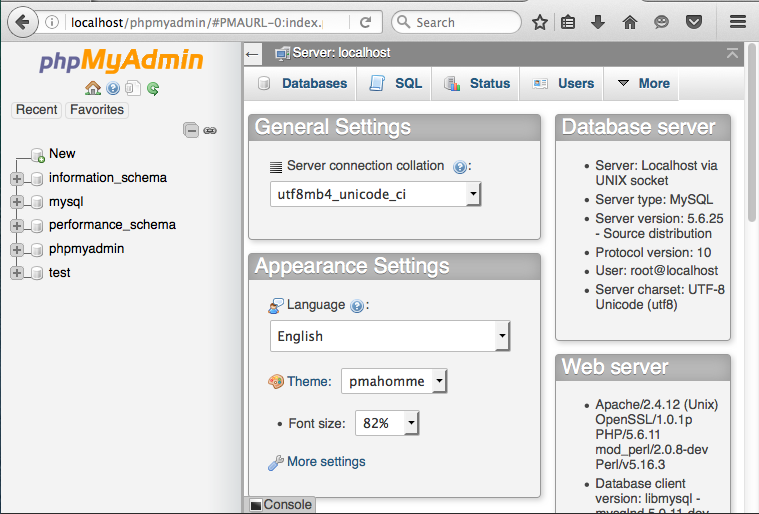 localhost/phpmyadmin/#PMAURL-0:index.
Search
phpMyAdmin
Recent Favorites
New
information_schema
mysql
performance_schema
phpmyadmin
test
Server: localhost
Databases SQL Status Users More
General Settings
Server connection collation :
utf8mb4_unicode_ci
Appearance Settings
Language :
English
Theme: pmahomme
• Font size: 82%
More settings
Console
Database server
• Server: Localhost via
UNIX socket
• Server type: MySQL
• Server version: 5.6.25
- Source distribution
• Protocol version: 10
• User: root@localhost
• Server charset: UTF-8
Unicode (utf8)
Web server
• Apache/2.4.12 (Unix)
OpenSSL/1.0.1p
PHP/5.6.11
mod_perl/2.0.8-dev
Perl/v5.16.3
• Database client
version: libmysql -
mysqlnd 5.0.11-dev